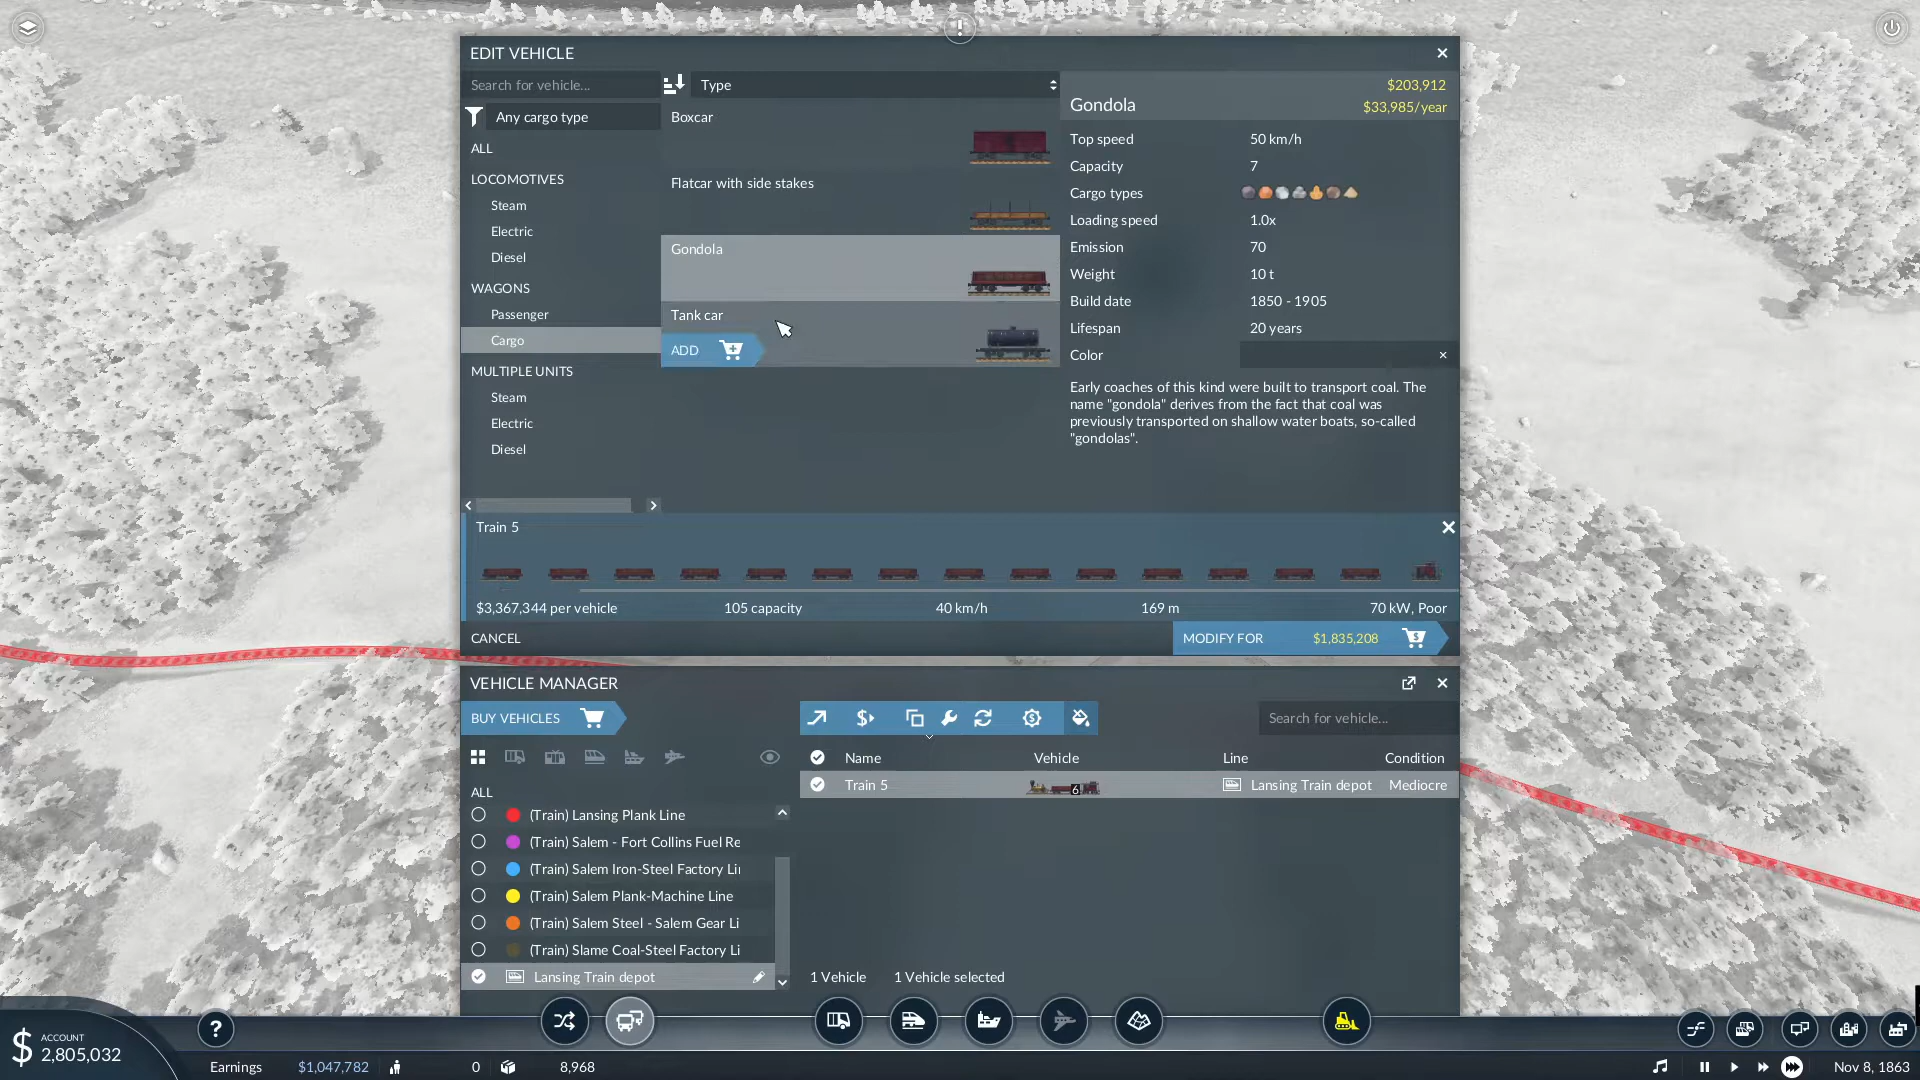 EDIT VEHICLE
Search for vehicle...
Type
Any cargo type
ALL
LOCOMOTIVES
Steam
Electric
Diesel
WAGONS
Passenger
Cargo
MULTIPLE UNITS
Steam
Electric
Diesel
Boxcar
Flatcar with side stakes
Gondola
Tank car
ADD
$203,912
Gondola
$33,985/year
Top speed 50 km/h
Capacity 7
Cargo types
Loading speed 1.0x
Emission 70
Weight 10 t
Build date 1850 - 1905
Lifespan 20 years
Color
Early coaches of this kind were built to transport coal. The
name "gondola" derives from the fact that coal was
previously transported on shallow water boats, so-called
"gondolas".
Train 5
$3,367,344 per vehicle 105 capacity 40 km/h 169 m 70 kW, Poor
CANCEL
MODIFY FOR $1,835,208
VEHICLE MANAGER
BUY VEHICLES
Search for vehicle...
ALL
(Train) Lansing Plank Line
(Train) Salem - Fort Collins Fuel Re
(Train) Salem Iron-Steel Factory Li
(Train) Salem Plank-Machine Line
(Train) Salem Steel - Salem Gear Li
(Train) Slame Coal-Steel Factory Li
Lansing Train depot
Name Vehicle Line Condition
Train 5 6 Lansing Train depot Mediocre
1 Vehicle 1 Vehicle selected
$ ACCOUNT
2,805,032
?
Earnings $1,047,782 0 8,968
Nov 8, 1863